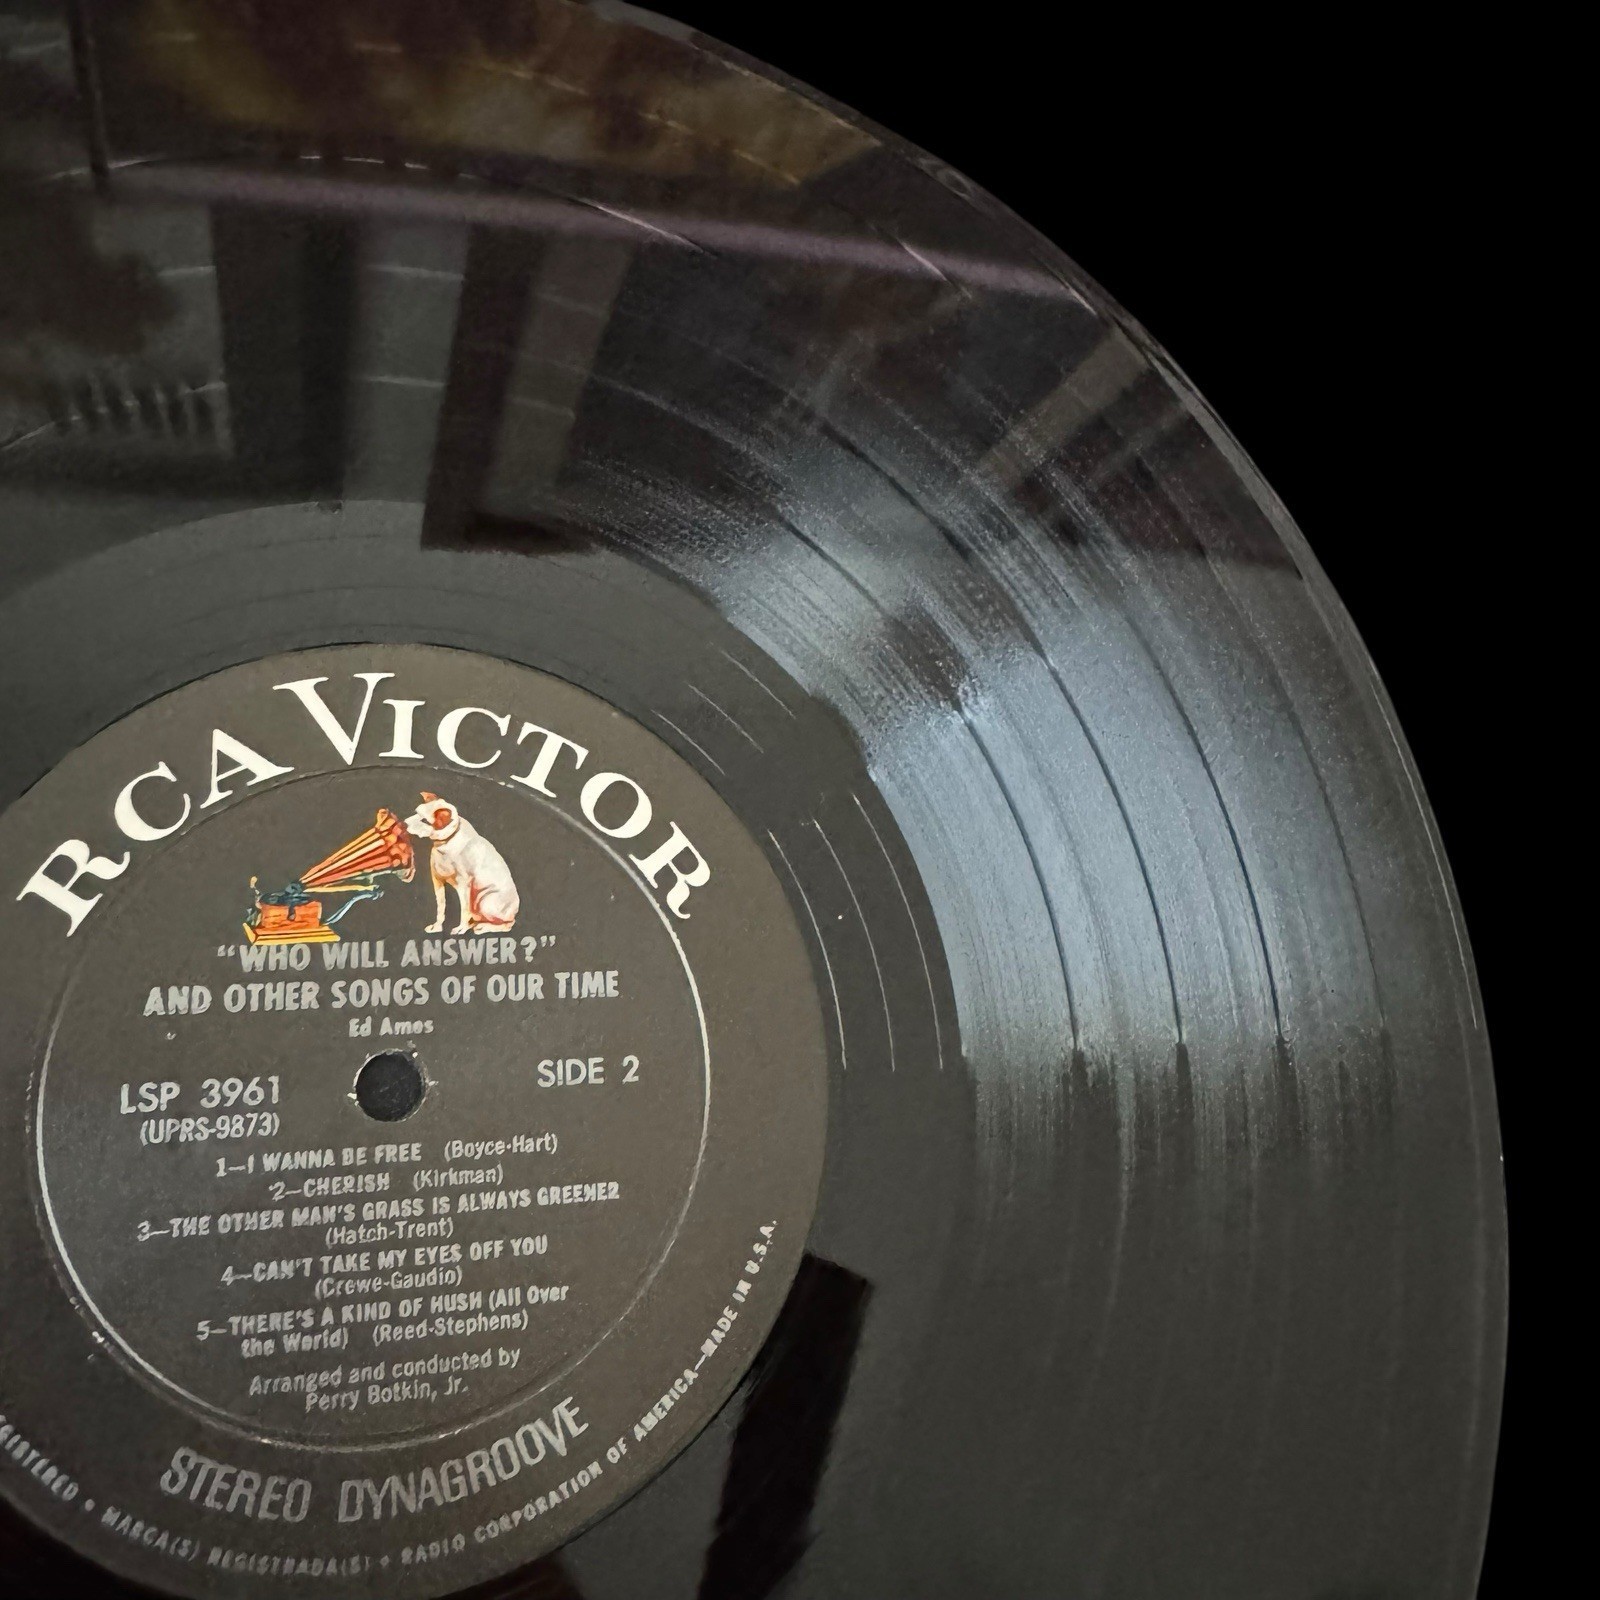 RCA VICTOR
"WHO WILL ANSWER?"
AND OTHER SONGS OF OUR TIME
Ed Ames
LSP 3961
SIDE 2
(UPRS-9873)
1—I WANNA BE FREE (Boyce-Hart)
2—CHERISH (Kirkman)
3—THE OTHER MAN'S GRASS IS ALWAYS GREENER
(Hatch-Trent)
4—CAN'T TAKE MY EYES OFF YOU
(Crewe-Gaudio)
5—THERE'S A KIND OF HUSH (All Over
the World) (Reed-Stephens)
Arranged and conducted by
Perry Botkin, Jr.
STEREO DYNAGROOVE
MARCA(S) REGISTRADA(S) • RADIO CORPORATION OF AMERICA—MADE IN U.S.A.